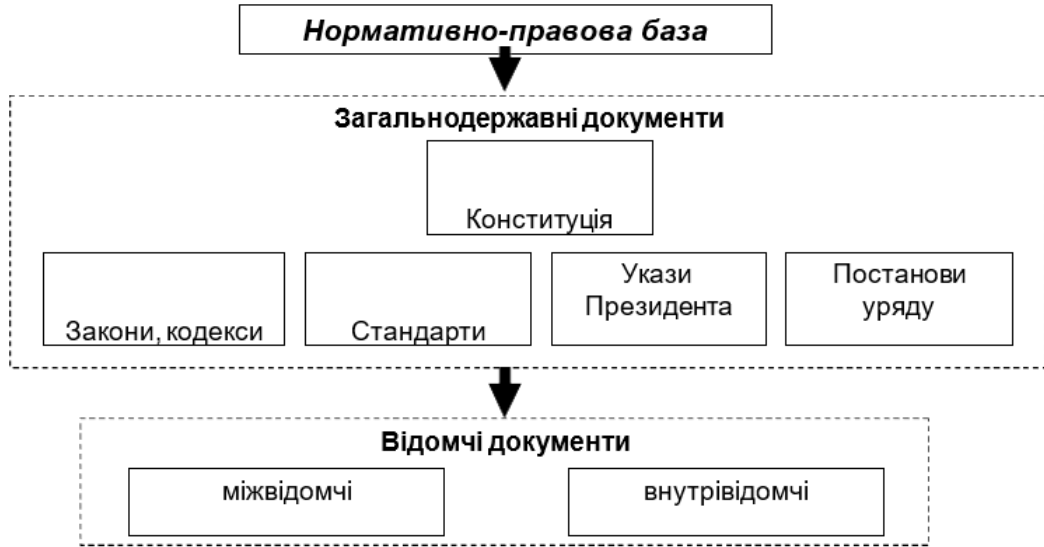 Нормативно-правова база
Загальнодержавні документи
Конституція
Закони, кодекси
Стандарти
Укази
Президента
Постанови
уряду
Відомчі документи
міжвідомчі
внутрівідомчі